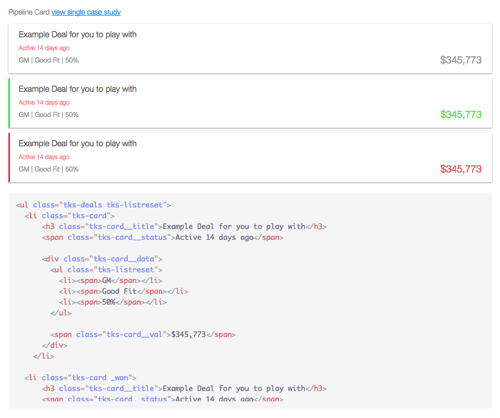 Pipeline Card view single case study
Example Deal for you to play with
Active 14 days ago
GM | Good Fit | 50%
$345,773
Example Deal for you to play with
Active 14 days ago
GM | Good Fit | 50%
$345,773
Example Deal for you to play with
Active 14 days ago
GM | Good Fit | 50%
$345,773
<ul class="tks-deals tks-listreset">
<li class="tks-card">
<h3 class="tks-card__title">Example Deal for you to play with</h3>
<span class="tks-card__status">Active 14 days ago</span>
<div class="tks-card__data">
<ul class="tks-listreset">
<li><span>GM</span></li>
<li><span>Good Fit</span></li>
<li><span>50%</span></li>
</ul>
<span class="tks-card__val">$345,773</span>
</div>
</li>
<li class="tks-card _won">
<h3 class="tks-card__title">Example Deal for you to play with</h3>
<span class="tks-card__status">Active 14 days ago</span>